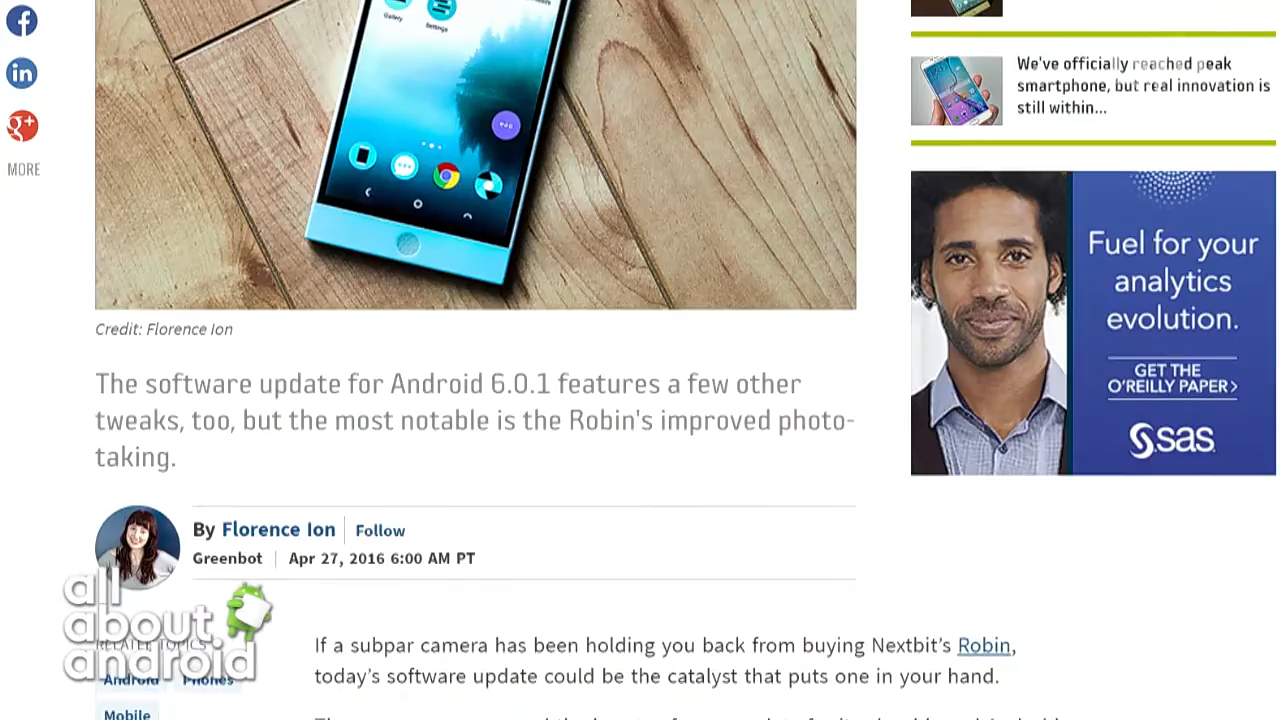 MORE
Gallery
Settings
Credit: Florence Ion
The software update for Android 6.0.1 features a few other
tweaks, too, but the most notable is the Robin's improved photo-
taking.
By Florence Ion
Follow
Greenbot
Apr 27, 2016 6:00 AM PT
all
about
android
RELATED TOPICS
Android
Phones
Mobile
If a subpar camera has been holding you back from buying Nextbit’s Robin,
today’s software update could be the catalyst that puts one in your hand.
We've officially reached peak
smartphone, but real innovation is
still within...
Fuel for your
analytics
evolution.
GET THE
O'REILLY PAPER>
sas